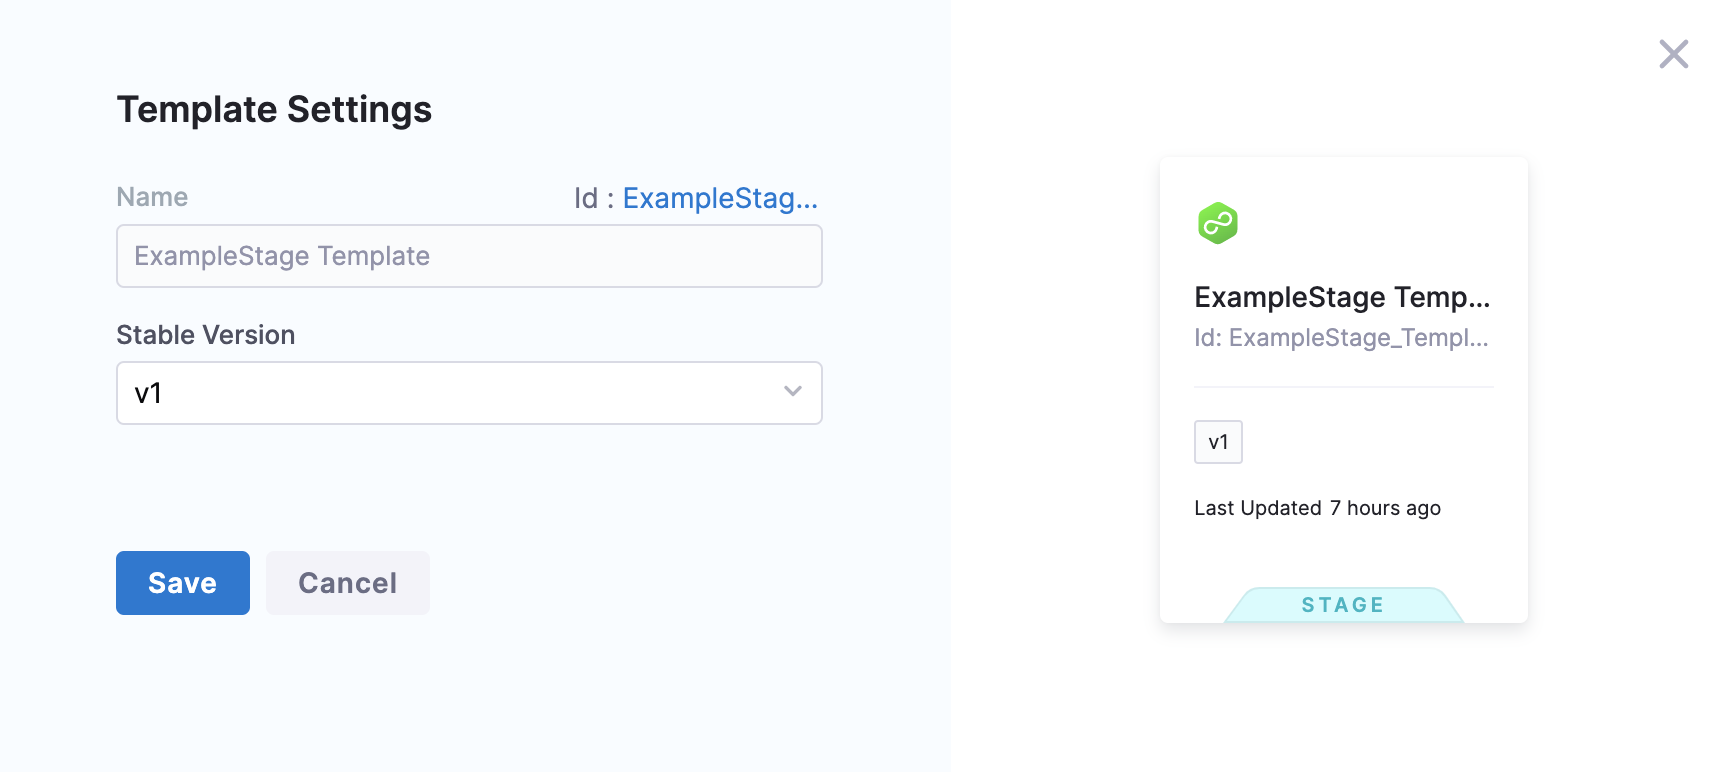 Template Settings
Name
Id : ExampleStag...
ExampleStage Template
Stable Version
v1
Save
Cancel
ExampleStage Temp...
Id: ExampleStage_Templ...
v1
Last Updated 7 hours ago
STAGE